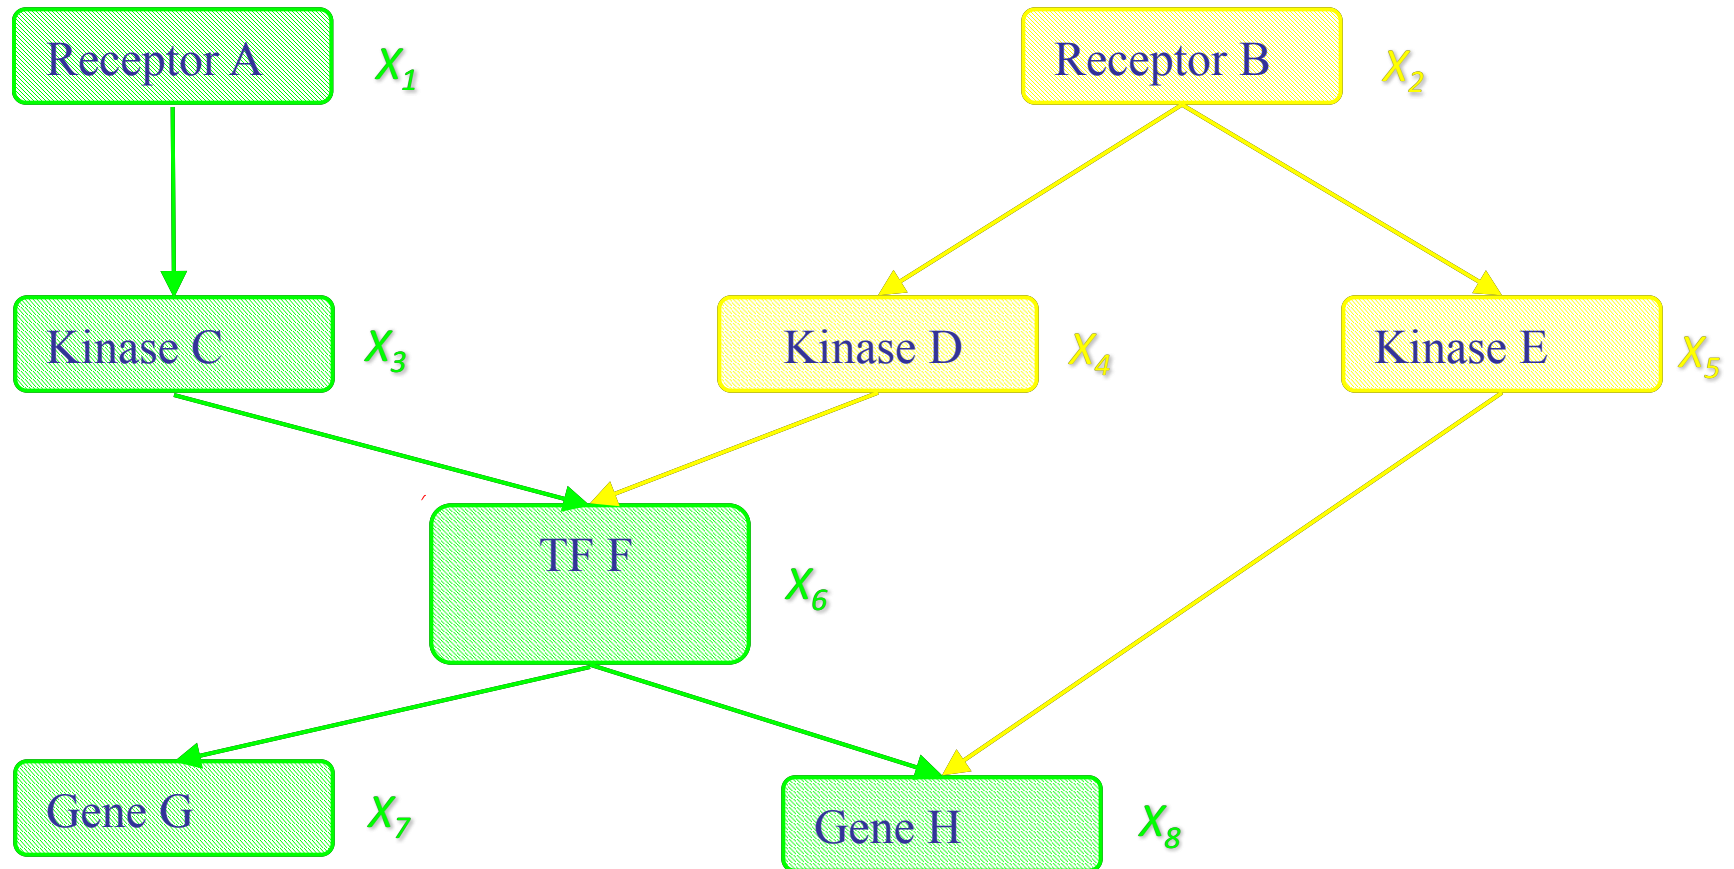 Receptor A
X1
Receptor B
X2
Kinase C
X3
Kinase D
X4
Kinase E
X5
TF F
X6
Gene G
X7
Gene H
X8